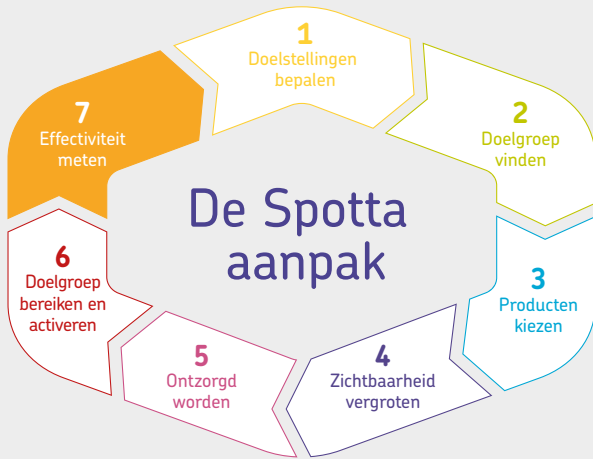 1
Doelstellingen
bepalen
2
Doelgroep
vinden
3
Producten
kiezen
4
Zichtbaarheid
vergroten
5
Ontzorgd
worden
6
Doelgroep
bereiken en
activeren
7
Effectiviteit
meten
De Spotta
aanpak